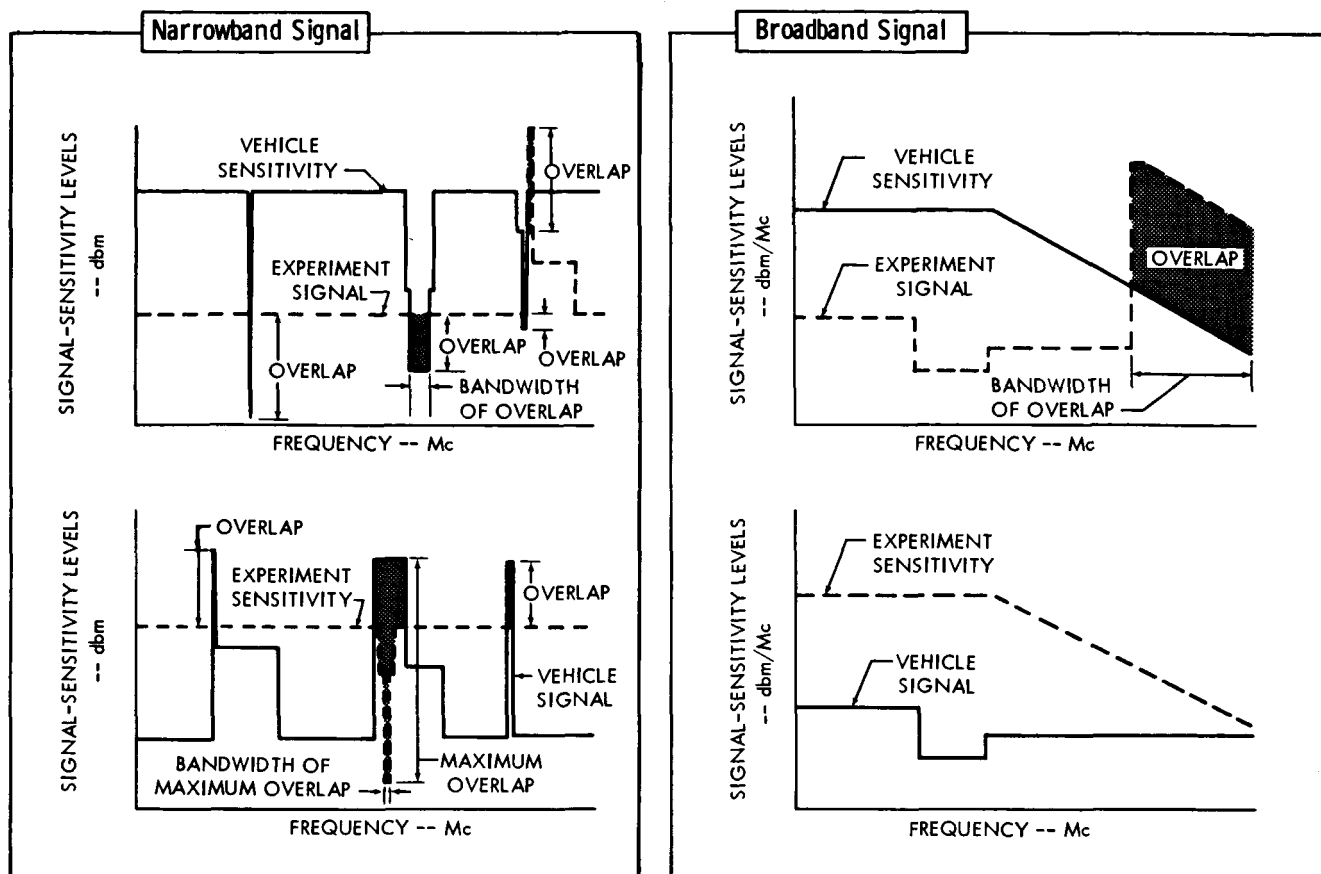 Narrowband Signal
SIGNAL-SENSITIVITY LEVELS
-- dbm
VEHICLE
SENSITIVITY
OVERLAP
EXPERIMENT
SIGNAL
OVERLAP
OVERLAP
OVERLAP
BANDWIDTH
OF OVERLAP
FREQUENCY -- Mc
SIGNAL-SENSITIVITY LEVELS
-- dbm
OVERLAP
EXPERIMENT
SENSITIVITY
OVERLAP
VEHICLE
SIGNAL
BANDWIDTH OF
MAXIMUM OVERLAP
MAXIMUM
OVERLAP
FREQUENCY -- Mc
Broadband Signal
SIGNAL-SENSITIVITY LEVELS
-- dbm/Mc
VEHICLE
SENSITIVITY
EXPERIMENT
SIGNAL
OVERLAP
BANDWIDTH
OF OVERLAP
FREQUENCY -- Mc
SIGNAL-SENSITIVITY LEVELS
-- dbm/Mc
EXPERIMENT
SENSITIVITY
VEHICLE
SIGNAL
FREQUENCY -- Mc